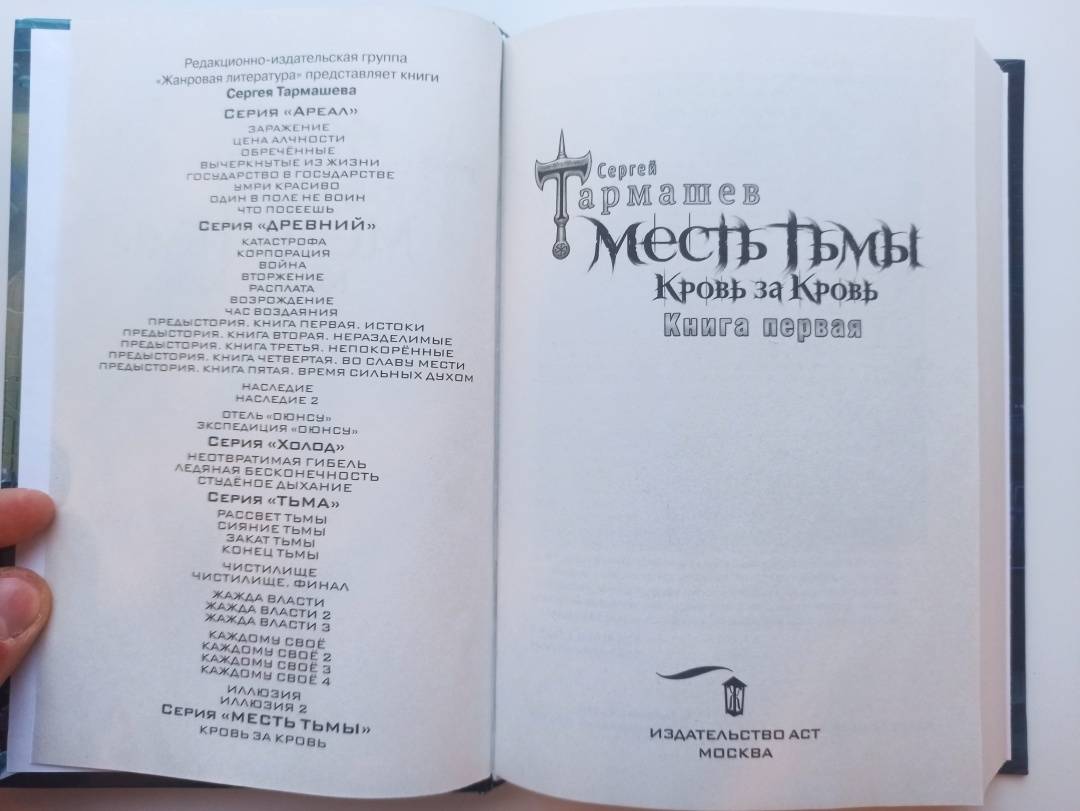 Редакционно-издательская группа
«Жанровая литература» представляет книги
Сергея Тармашева
Серия «Ареал»
ЗАРАЖЕНИЕ
ЦЕНА АЛЧНОСТИ
ОБРЕЧЁННЫЕ
ВЫЧЕРКНУТЫЕ ИЗ ЖИЗНИ
ГОСУДАРСТВО В ГОСУДАРСТВЕ
УМРИ КРАСИВО
ОДИН В ПОЛЕ НЕ ВОИН
ЧТО ПОСЕЕШЬ
Серия «ДРЕВНИЙ»
КАТАСТРОФА
КОРПОРАЦИЯ
ВОЙНА
ВТОРЖЕНИЕ
РАСПЛАТА
ВОЗРОЖДЕНИЕ
ЧАС ВОЗДАЯНИЯ
ПРЕДЫСТОРИЯ. КНИГА ПЕРВАЯ. ИСТОКИ
ПРЕДЫСТОРИЯ. КНИГА ВТОРАЯ. НЕРАЗДЕЛИМЫЕ
ПРЕДЫСТОРИЯ. КНИГА ТРЕТЬЯ. НЕПОКОРЁННЫЕ
ПРЕДЫСТОРИЯ. КНИГА ЧЕТВЕРТАЯ. ВО СЛАВУ МЕСТИ
ПРЕДЫСТОРИЯ. КНИГА ПЯТАЯ. ВРЕМЯ СИЛЬНЫХ ДУХОМ
НАСЛЕДИЕ
НАСЛЕДИЕ 2
ОТЕЛЬ «ОЮНСУ»
ЭКСПЕДИЦИЯ «ОЮНСУ»
Серия «Холод»
НЕОТВРАТИМАЯ ГИБЕЛЬ
ЛЕДЯНАЯ БЕСКОНЕЧНОСТЬ
СТУДЁНОЕ ДЫХАНИЕ
Серия «ТЬМА»
РАССВЕТ ТЬМЫ
СИЯНИЕ ТЬМЫ
ЗАКАТ ТЬМЫ
КОНЕЦ ТЬМЫ
ЧИСТИЛИЩЕ
ЧИСТИЛИЩЕ. ФИНАЛ
ЖАЖДА ВЛАСТИ
ЖАЖДА ВЛАСТИ 2
ЖАЖДА ВЛАСТИ 3
КАЖДОМУ СВОЁ
КАЖДОМУ СВОЁ 2
КАЖДОМУ СВОЁ 3
КАЖДОМУ СВОЁ 4
ИЛЛЮЗИЯ
ИЛЛЮЗИЯ 2
Серия «МЕСТЬ ТЬМЫ»
КРОВЬ ЗА КРОВЬ
Сергей
Тармашев
Месть Тьмы
Кровь за Кровь
Книга первая
Ж
ИЗДАТЕЛЬСТВО АСТ
МОСКВА